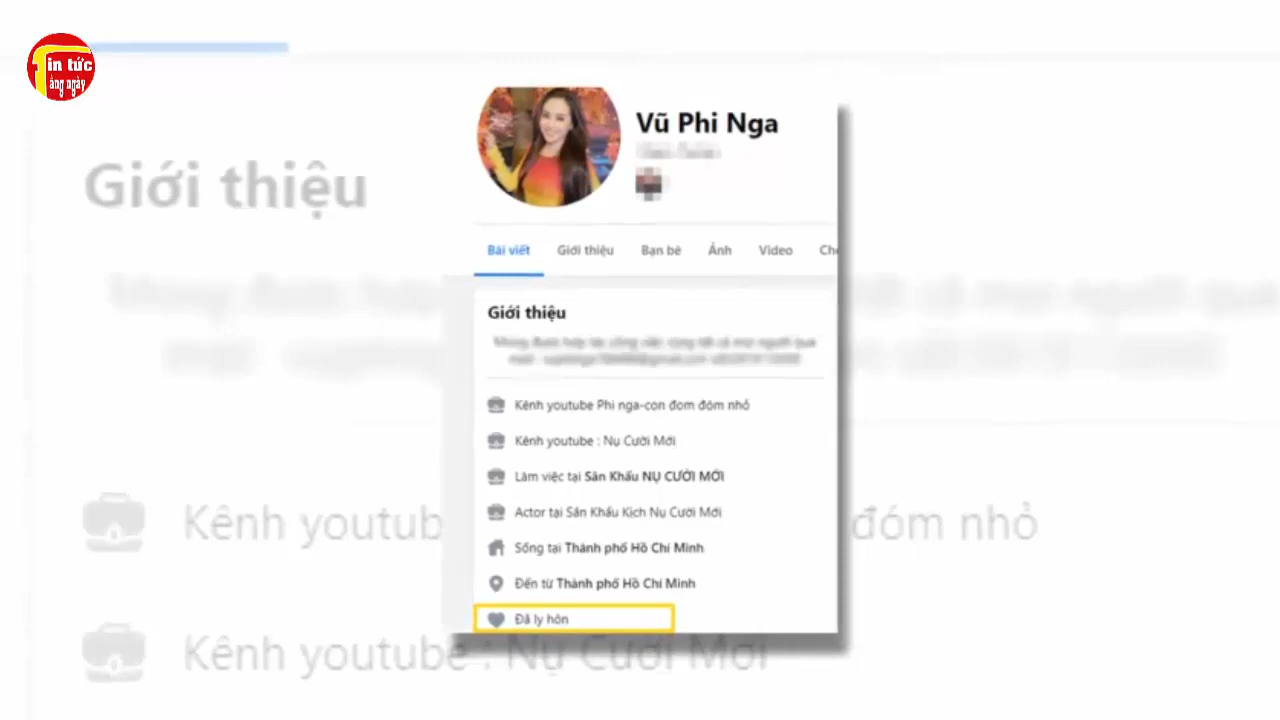 Tin tức
hàng ngày
Vũ Phi Nga
Giới thiệu
Bài viết
Giới thiệu
Bạn bè
Ảnh
Video
Giới thiệu
Kênh youtube Phi nga-con đom đóm nhỏ
Kênh youtube : Nụ Cười Mới
Làm việc tại Sân Khấu NỤ CƯỜI MỚI
Actor tại Sân Khấu Kịch Nụ Cười Mới
Sống tại Thành phố Hồ Chí Minh
Đến từ Thành phố Hồ Chí Minh
Đã ly hôn
Kênh youtub
đóm nhỏ
Kênh youtube : Nụ Cười Mới